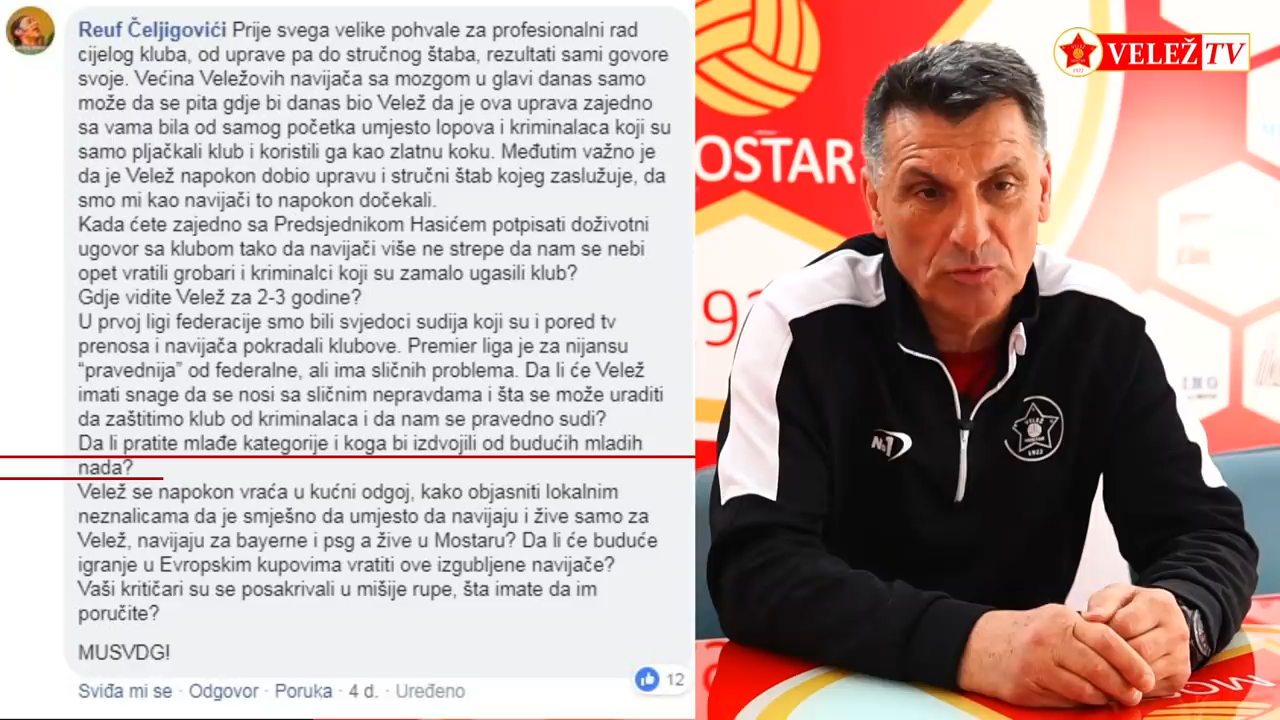 Reuf Čeljigovići Prije svega velike pohvale za profesionalni rad
cijelog kluba, od uprave pa do stručnog štaba, rezultati sami govore
svoje. Većina Veležovih navijača sa mozgom u glavi danas samo
može da se pita gdje bi danas bio Velež da je ova uprava zajedno
sa vama bila od samog početka umjesto lopova i kriminalaca koji su
samo pljačkali klub i koristili ga kao zlatnu koku. Međutim važno je
da je Velež napokon dobio upravu i stručni štab kojeg zaslužuje, da
smo mi kao navijači to napokon dočekali.
Kada ćete zajedno sa Predsjednikom Hasićem potpisati doživotni
ugovor sa klubom tako da navijači više ne strepe da nam se nebi
opet vratili grobari i kriminalci koji su zamalo ugasili klub?
Gdje vidite Velež za 2-3 godine?
U prvoj ligi federacije smo bili svjedoci sudija koji su i pored tv
prenosa i navijača pokradali klubove. Premier liga je za nijansu
“pravednija” od federalne, ali ima sličnih problema. Da li će Velež
imati snage da se nosi sa sličnim nepravdama i šta se može uraditi
da zaštitimo klub od kriminalaca i da nam se pravedno sudi?
Da li pratite mlađe kategorije i koga bi izdvojili od budućih mladih
nada?
Velež se napokon vraća u kućni odgoj, kako objasniti lokalnim
neznalicama da je smješno da umjesto da navijaju i žive samo za
Velež, navijaju za bayerne i psg a žive u Mostaru? Da li će buduće
igranje u Evropskim kupovima vratiti ove izgubljene navijače?
Vaši kritičari su se posakrivali u mišije rupe, šta imate da im
poručite?
MUSVDG!
Sviđa mi se · Odgovor · Poruka · 4 d. · Uređeno
12
VELEŽ TV
1922
MOSTAR
192
ING
No1
VELEŽ
MOSTAR
1922
MOS